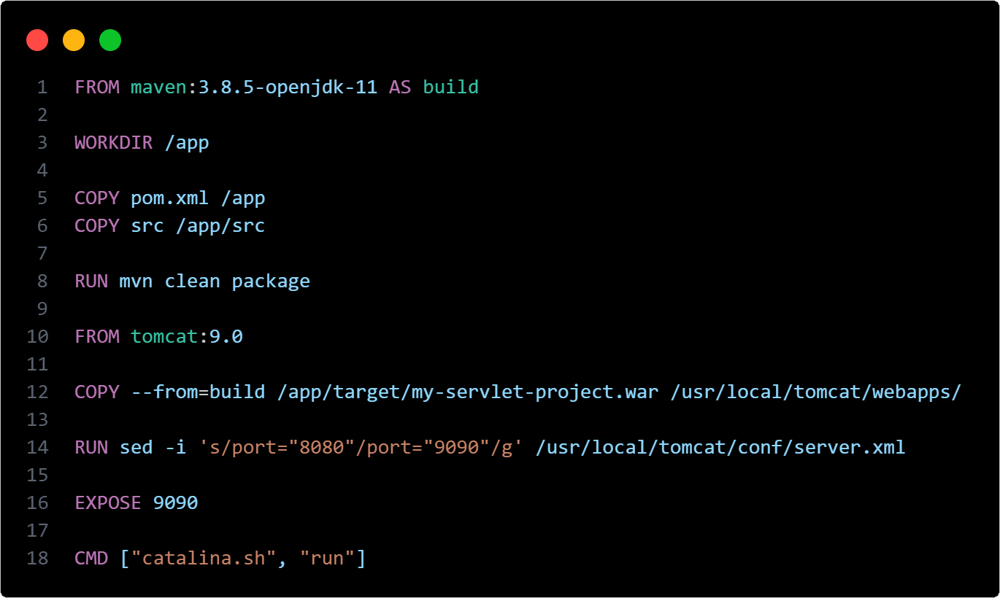 1 FROM maven:3.8.5-openjdk-11 AS build
2
3 WORKDIR /app
4
5 COPY pom.xml /app
6 COPY src /app/src
7
8 RUN mvn clean package
9
10 FROM tomcat:9.0
11
12 COPY --from=build /app/target/my-servlet-project.war /usr/local/tomcat/webapps/
13
14 RUN sed -i 's/port="8080"/port="9090"/g' /usr/local/tomcat/conf/server.xml
15
16 EXPOSE 9090
17
18 CMD ["catalina.sh", "run"]